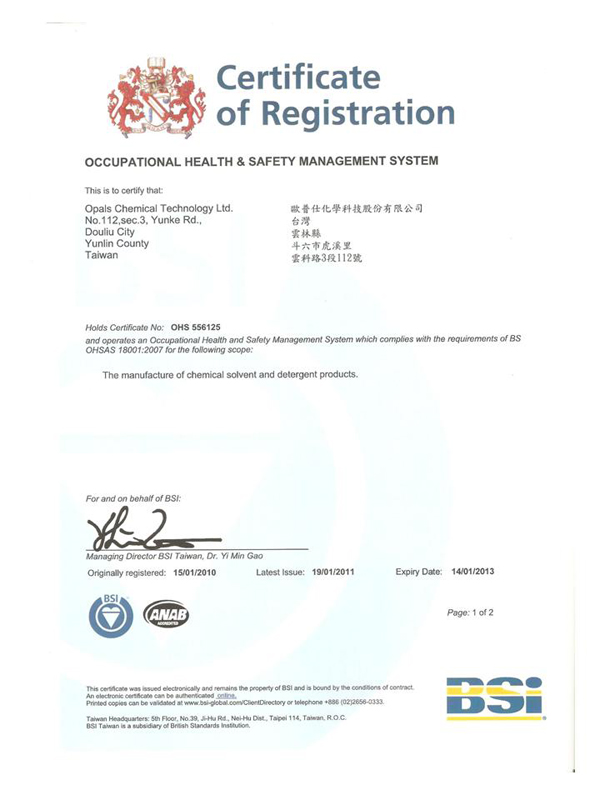 Certificate
of Registration
OCCUPATIONAL HEALTH & SAFETY MANAGEMENT SYSTEM
This is to certify that:
Opals Chemical Technology Ltd.
No.112,sec.3, Yunke Rd.,
Douliu City
Yunlin County
Taiwan
歐普仕化學科技股份有限公司
台灣
雲林縣
斗六市虎溪里
雲科路3段112號
Holds Certificate No: OHS 556125
and operates an Occupational Health and Safety Management System which complies with the requirements of BS
OHSAS 18001:2007 for the following scope:
The manufacture of chemical solvent and detergent products.
For and on behalf of BSI:
Managing Director BSI Taiwan, Dr. Yi Min Gao
Originally registered: 15/01/2010 Latest Issue: 19/01/2011 Expiry Date: 14/01/2013
BSI
ANAB
ACCREDITED
Page: 1 of 2
This certificate was issued electronically and remains the property of BSI and is bound by the conditions of contract.
An electronic certificate can be authenticated online.
Printed copies can be validated at www.bsi-global.com/ClientDirectory or telephone +886 (02)2656-0333.
Taiwan Headquarters: 5th Floor, No.39, Ji-Hu Rd., Nei-Hu Dist., Taipei 114, Taiwan, R.O.C.
BSI Taiwan is a subsidiary of British Standards Institution.
BSi